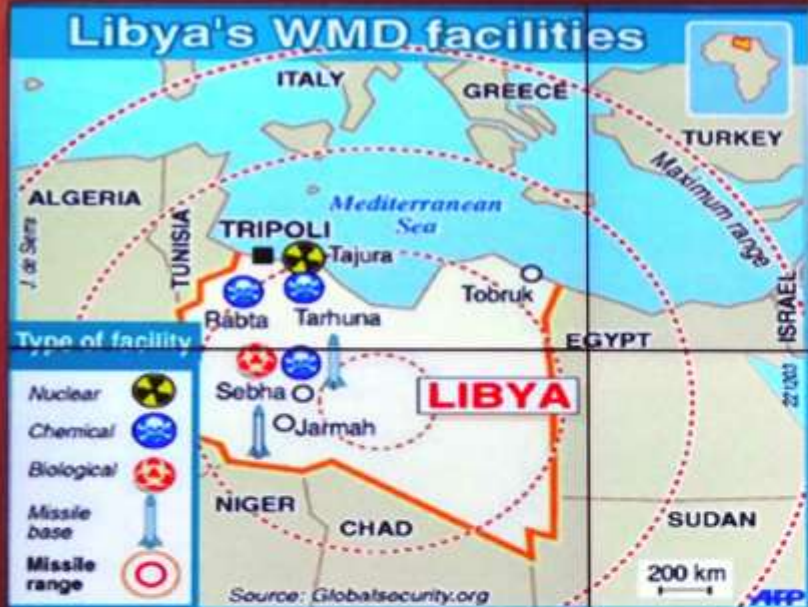 Libya's WMD facilities
ITALY
GREECE
TURKEY
ALGERIA
TUNISIA
Mediterranean
Sea
Maximum range
TRIPOLI
Tajura
Tobruk
ISRAEL
Rabta
Tarhuna
EGYPT
Type of facility
Nuclear
Chemical
Biological
Missile
base
Missile
range
Sebha
LIBYA
Jarmah
NIGER
CHAD
SUDAN
221203
200 km
Source: Globalsecurity.org
AFP